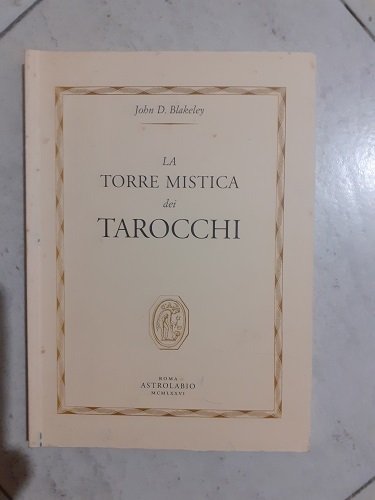 John D. Blakeley
LA
TORRE MISTICA
dei
TAROCCHI
ROMA
ASTROLABIO
MCMLXXVI